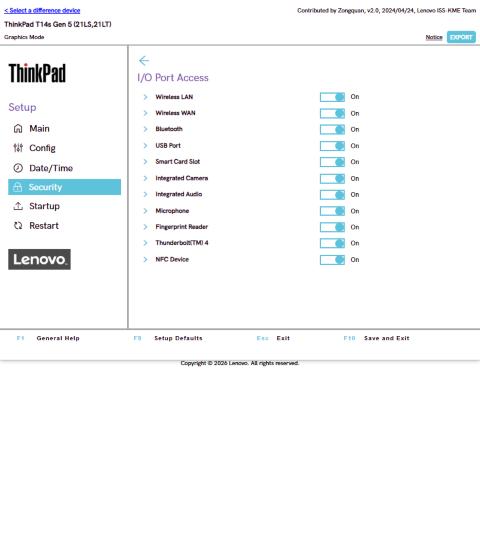 < Select a difference device
Contributed by Zongquan, v2.0, 2024/04/24, Lenovo ISS-KME Team
ThinkPad T14s Gen 5 (21LS,21LT)
Graphics Mode
Notice EXPORT
ThinkPad
Setup
Main
Config
Date/Time
Security
Startup
Restart
Lenovo
I/O Port Access
Wireless LAN On
Wireless WAN On
Bluetooth On
USB Port On
Smart Card Slot On
Integrated Camera On
Integrated Audio On
Microphone On
Fingerprint Reader On
Thunderbolt(TM) 4 On
NFC Device On
F1 General Help F9 Setup Defaults Esc Exit F10 Save and Exit
Copyright © 2026 Lenovo. All rights reserved.